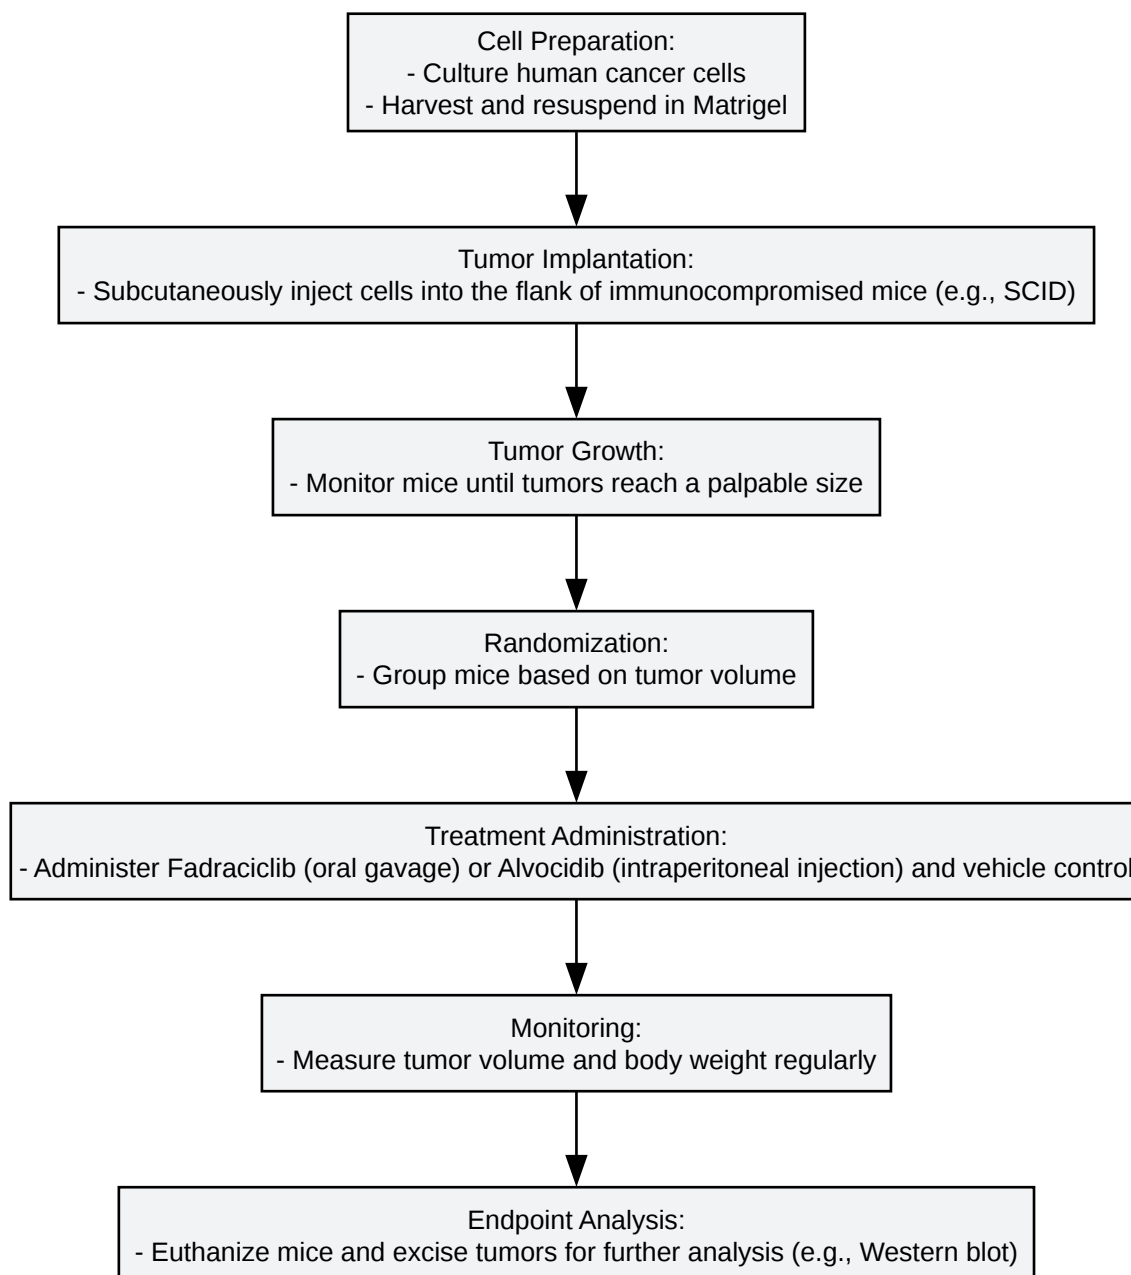 Cell Preparation:
- Culture human cancer cells
- Harvest and resuspend in Matrigel
Tumor Implantation:
- Subcutaneously inject cells into the flank of immunocompromised mice (e.g., SCID)
Tumor Growth:
- Monitor mice until tumors reach a palpable size
Randomization:
- Group mice based on tumor volume
Treatment Administration:
- Administer Fadraciclib (oral gavage) or Alvocidib (intraperitoneal injection) and vehicle control
Monitoring:
- Measure tumor volume and body weight regularly
Endpoint Analysis:
- Euthanize mice and excise tumors for further analysis (e.g., Western blot)